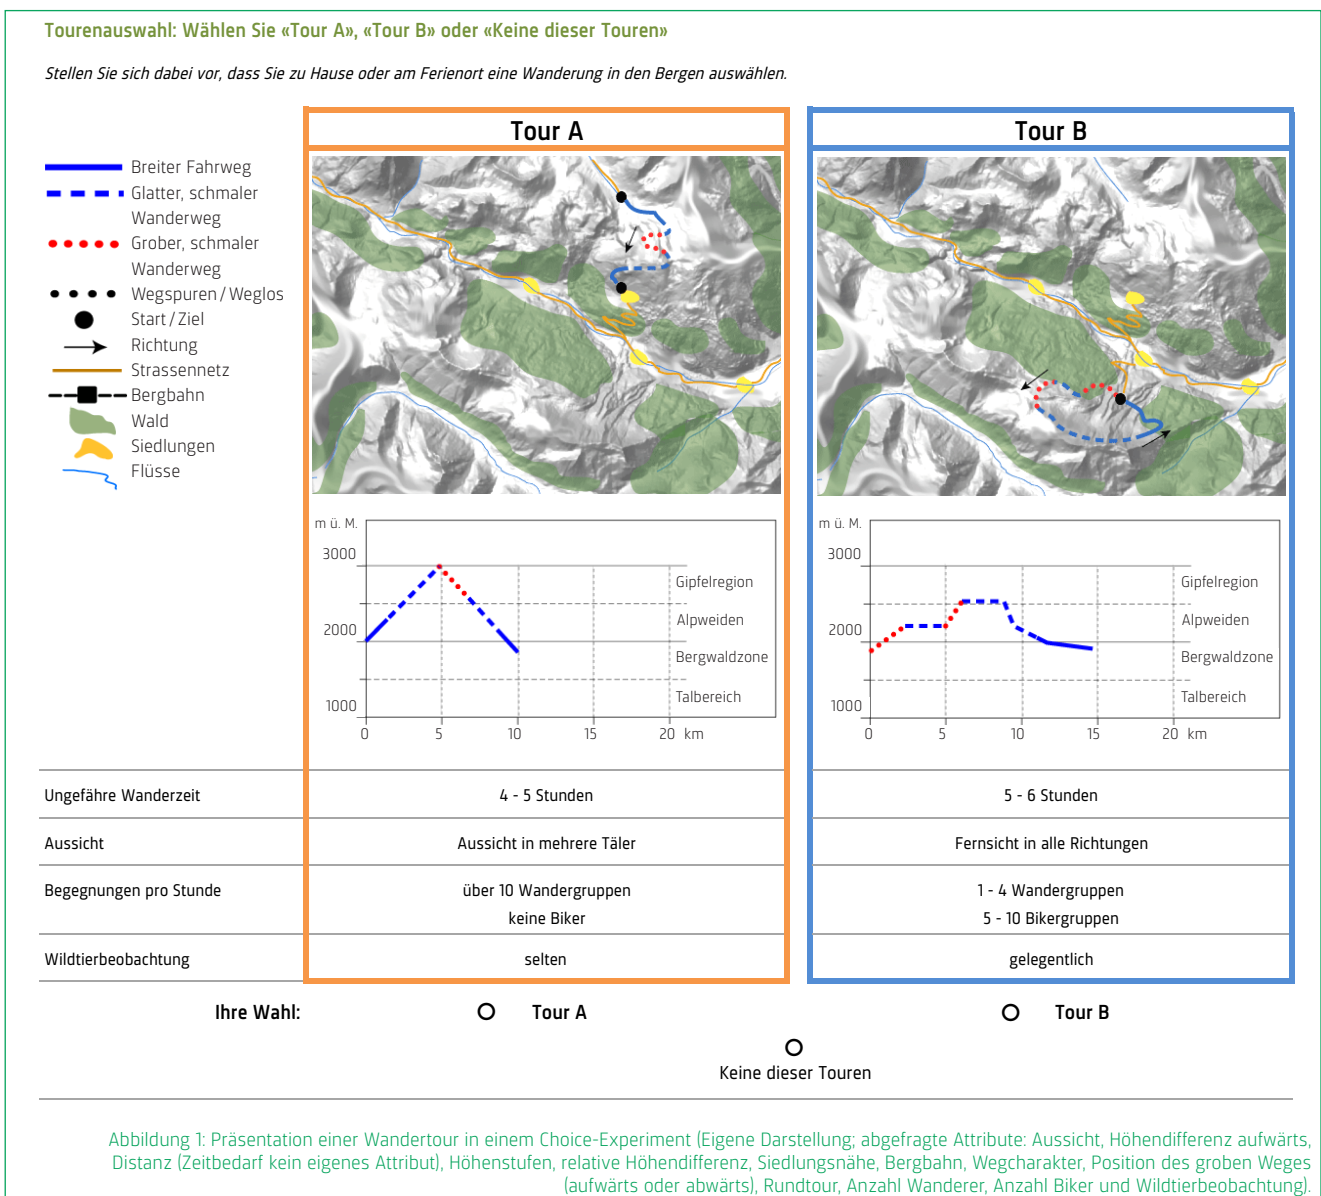 Tourenauswahl: Wählen Sie «Tour A», «Tour B» oder «Keine dieser Touren»
Stellen Sie sich dabei vor, dass Sie zu Hause oder am Ferienort eine Wanderung in den Bergen auswählen.
Tour A
Tour B
Breiter Fahrweg
Glatter, schmaler
Wanderweg
Grober, schmaler
Wanderweg
Wegspuren / Weglos
Start / Ziel
Richtung
Strassennetz
Bergbahn
Wald
Siedlungen
Flüsse
m ü. M.
3000
2000
1000
Gipfelregion
Alpweiden
Bergwaldzone
Talbereich
0 5 10 15 20 km
m ü. M.
3000
2000
1000
Gipfelregion
Alpweiden
Bergwaldzone
Talbereich
0 5 10 15 20 km
Ungefähre Wanderzeit 4 - 5 Stunden 5 - 6 Stunden
Aussicht Aussicht in mehrere Täler Fernsicht in alle Richtungen
Begegnungen pro Stunde über 10 Wandergruppen 1 - 4 Wandergruppen
keine Biker 5 - 10 Bikergruppen
Wildtierbeobachtung selten gelegentlich
Ihre Wahl: Tour A Tour B
Keine dieser Touren
Abbildung 1: Präsentation einer Wandertour in einem Choice-Experiment (Eigene Darstellung; abgefragte Attribute: Aussicht, Höhendifferenz aufwärts,
Distanz (Zeitbedarf kein eigenes Attribut), Höhenstufen, relative Höhendifferenz, Siedlungsnähe, Bergbahn, Wegcharakter, Position des groben Weges
(aufwärts oder abwärts), Rundtour, Anzahl Wanderer, Anzahl Biker und Wildtierbeobachtung).